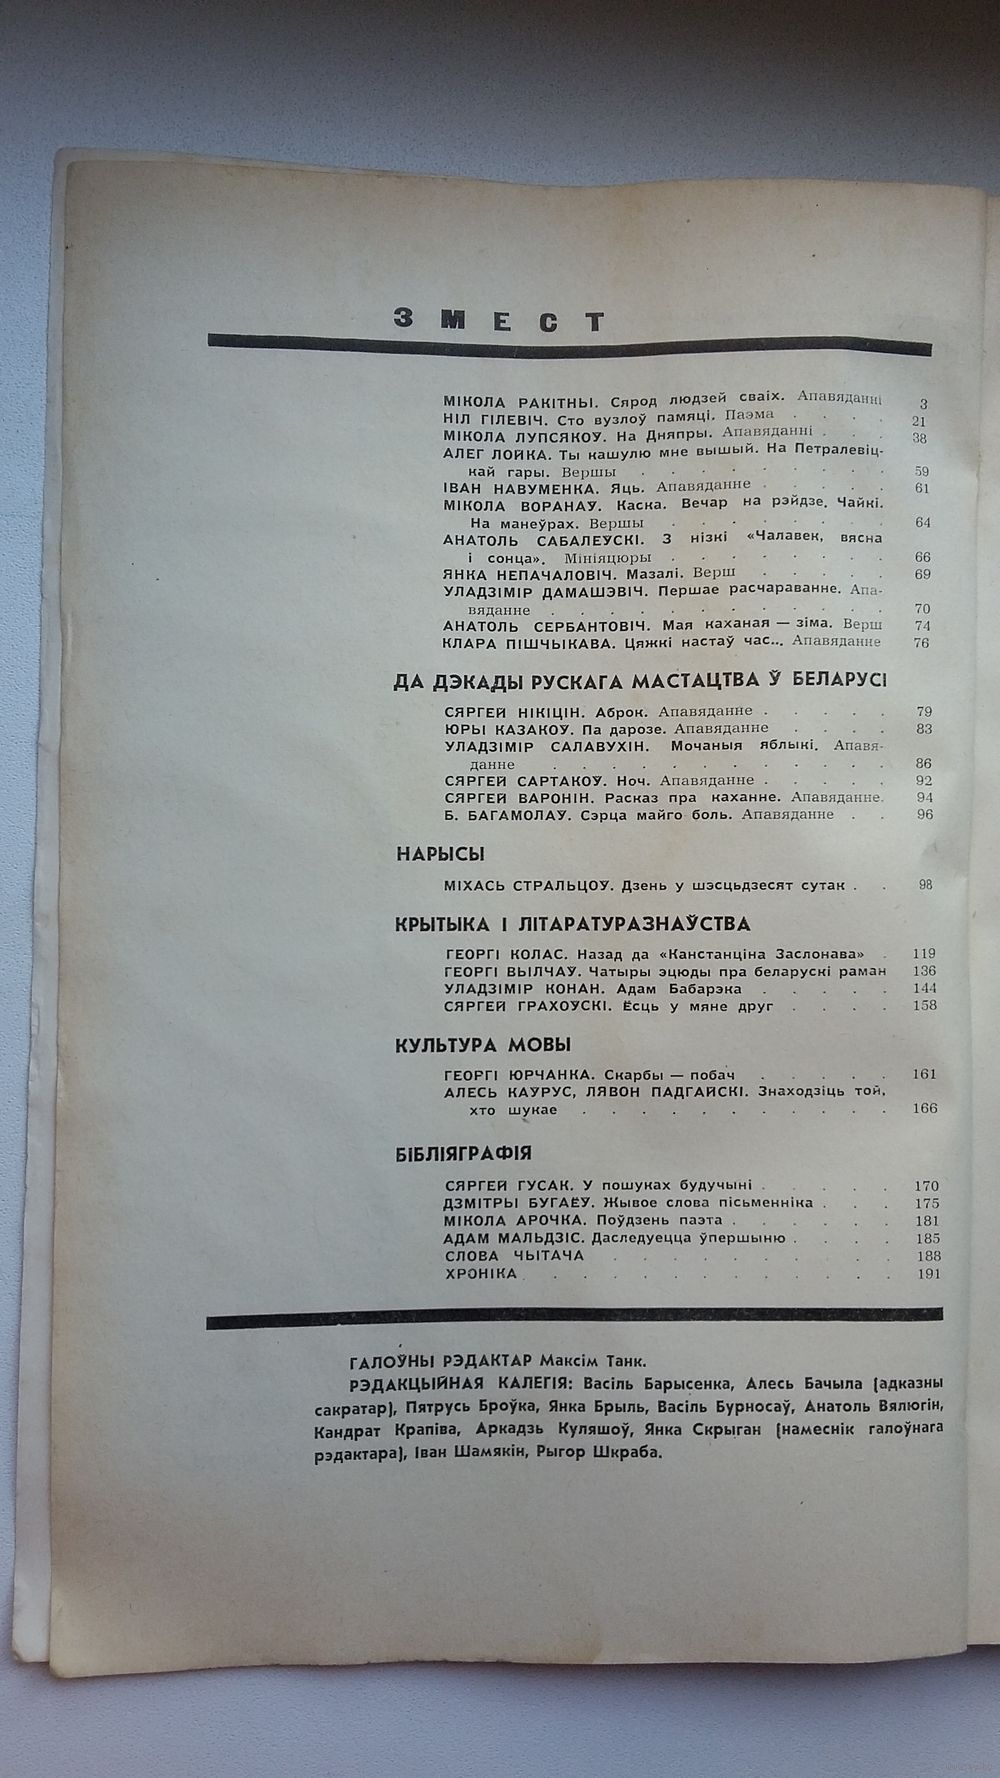 ЗМЕСТ
МІКОЛА РАКІТНЫ. Сярод людзей сваіх. Апавяданні 3
НІЛ ГІЛЕВІЧ. Сто вузлоў памяці. Паэма . . . . 21
МІКОЛА ЛУПСЯКОУ. На Дняпры. Апавяданні . . . 38
АЛЕГ ЛОЙКА. Ты кашулю мне вышый. На Петралевіц-
кай гары. Вершы . . . . . . . . 59
ІВАН НАВУМЕНКА. Яць. Апавяданне . . . . . 61
МІКОЛА ВОРАНАЎ. Каска. Вечар на рэйдзе. Чайкі.
На манеўрах. Вершы . . . . . . . 64
АНАТОЛЬ САБАЛЕУСКІ. З нізкі «Чалавек, вясна
і сонца». Мініяцюры . . . . . . . 66
ЯНКА НЕПАЧАЛОВІЧ. Мазалі. Верш . . . . . 69
УЛАДЗІМІР ДАМАШЭВІЧ. Першае расчараванне. Апа-
вяданне . . . . . . . . . . . . 70
АНАТОЛЬ СЕРБАНТОВІЧ. Мая каханая — зіма. Верш 74
КЛАРА ПІШЧЫКАВА. Цяжкі настаў час... Апавяданне 76
ДА ДЭКАДЫ РУСКАГА МАСТАЦТВА Ў БЕЛАРУСІ
СЯРГЕЙ НІКІЦІН. Аброк. Апавяданне . . . . . 79
ЮРЫ КАЗАКОУ. Па дарозе. Апавяданне . . . . 83
УЛАДЗІМІР САЛАВУХІН. Мочаныя яблыкі. Апавя-
данне . . . . . . . . . . . . 86
СЯРГЕЙ САРТАКОЎ. Ноч. Апавяданне . . . . . 92
СЯРГЕЙ ВАРОНІН. Расказ пра каханне. Апавяданне. 94
Б. БАГАМОЛАЎ. Сэрца майго боль. Апавяданне . . 96
НАРЫСЫ
МІХАСЬ СТРАЛЬЦОУ. Дзень у шэсцьдзесят сутак . . 98
КРЫТЫКА І ЛІТАРАТУРАЗНАЎСТВА
ГЕОРГІ КОЛАС. Назад да «Канстанціна Заслонава» . 119
ГЕОРГІ ВЫЛЧАУ. Чатыры эцюды пра беларускі раман 136
УЛАДЗІМІР КОНАН. Адам Бабарэка . . . . . 144
СЯРГЕЙ ГРАХОУСКІ. Ёсць у мяне друг . . . . 158
КУЛЬТУРА МОВЫ
ГЕОРГІ ЮРЧАНКА. Скарбы — побач . . . . . 161
АЛЕСЬ КАУРУС, ЛЯВОН ПАДГАЙСКІ. Знаходзіць той,
хто шукае . . . . . . . . . . . 166
БІБЛІЯГРАФІЯ
СЯРГЕЙ ГУСАК. У пошуках будучыні . . . . . 170
ДЗМІТРЫ БУГАЁУ. Жывое слова пісьменніка . . . 175
МІКОЛА АРОЧКА. Поўдзень паэта . . . . . . 181
АДАМ МАЛЬДЗІС. Даследуецца ўпершыню . . . . 185
СЛОВА ЧЫТАЧА . . . . . . . . . . 188
ХРОНІКА . . . . . . . . . . . . . 191
ГАЛОЎНЫ РЭДАКТАР Максім Танк.
РЭДАКЦЫЙНАЯ КАЛЕГІЯ: Васіль Барысенка, Алесь Бачыла (адказны
сакратар), Пятрусь Броўка, Янка Брыль, Васіль Бурносаў, Анатоль Вялюгін,
Кандрат Крапіва, Аркадзь Куляшоў, Янка Скрыган (намеснік галоўнага
рэдактара), Іван Шамякін, Рыгор Шкраба.